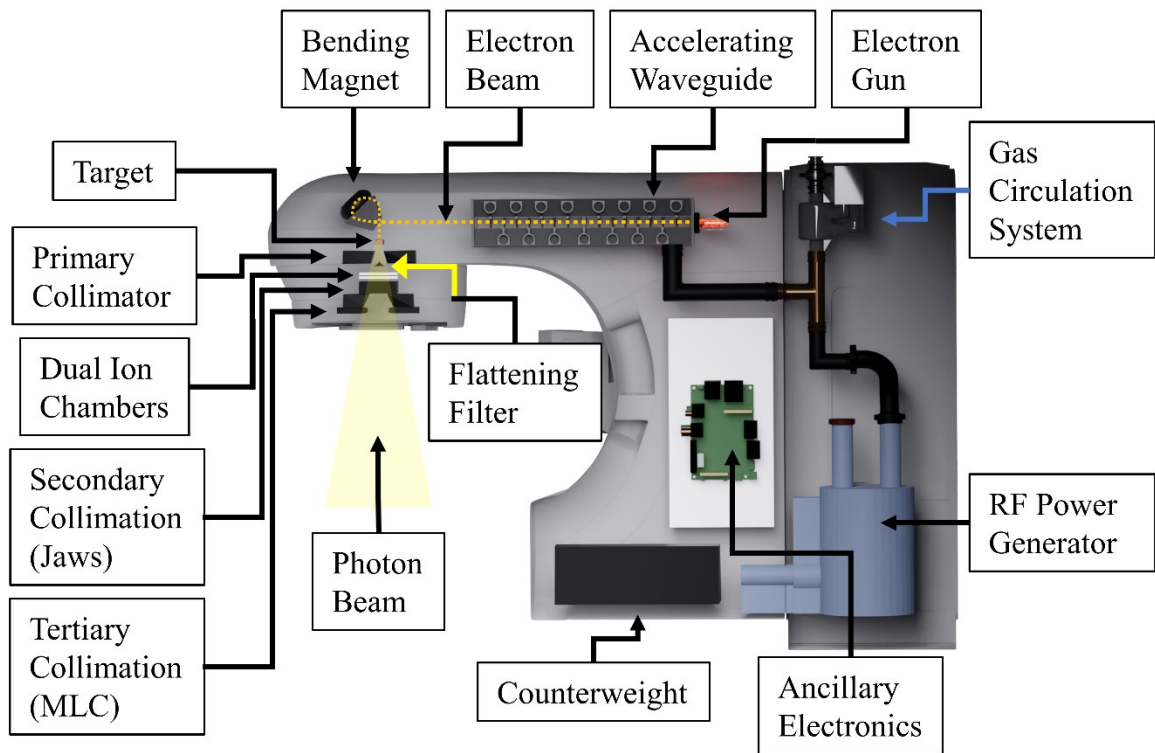 Bending
Magnet
Electron
Beam
Accelerating
Waveguide
Electron
Gun
Target
Gas
Circulation
System
Primary
Collimator
Dual Ion
Chambers
Flattening
Filter
Secondary
Collimation
(Jaws)
Photon
Beam
RF Power
Generator
Tertiary
Collimation
(MLC)
Counterweight
Ancillary
Electronics